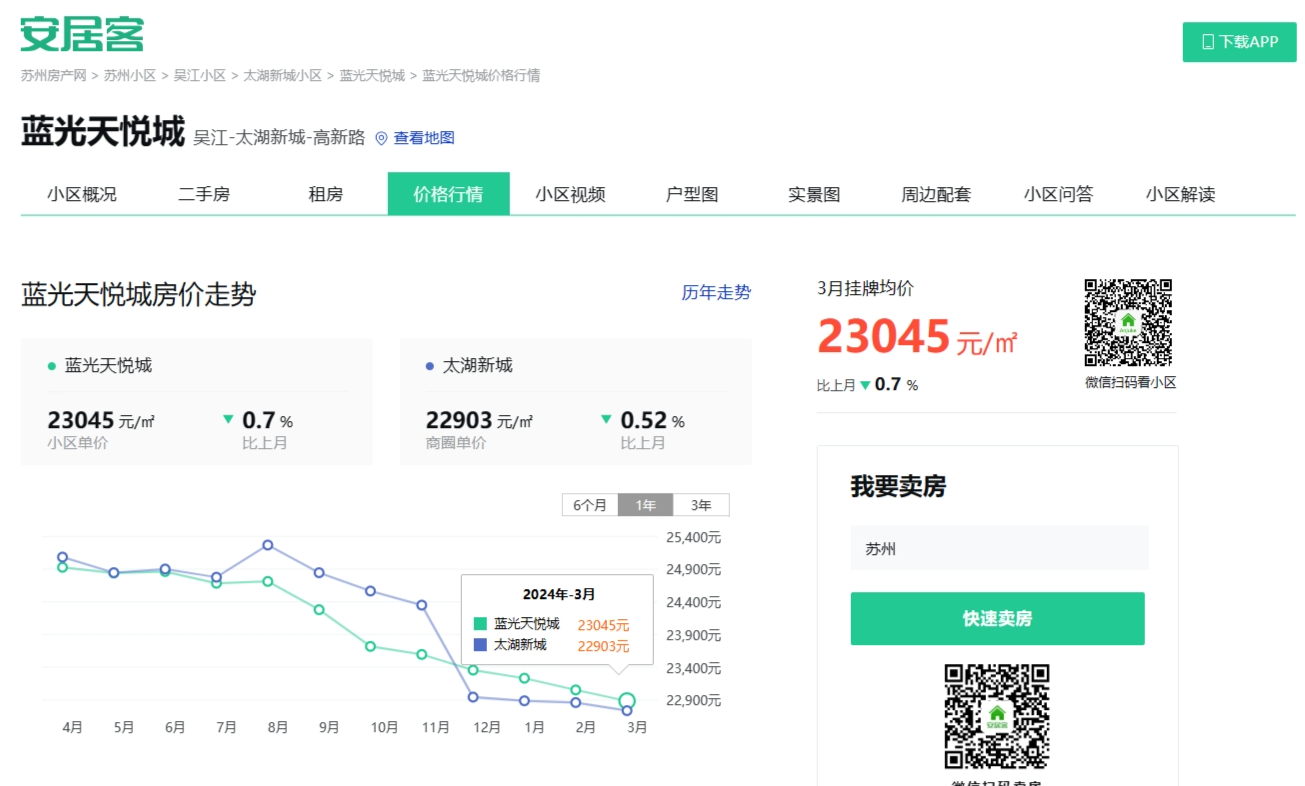 安居客
下载APP
苏州房产网 > 苏州小区 > 吴江小区 > 太湖新城小区 > 蓝光天悦城 > 蓝光天悦城价格行情
蓝光天悦城 吴江-太湖新城-高新路 查看地图
小区概况 二手房 租房 价格行情 小区视频 户型图 实景图 周边配套 小区问答 小区解读
蓝光天悦城房价走势 历年走势
蓝光天悦城
23045 元/㎡ ▼ 0.7 %
小区单价 比上月
太湖新城
22903 元/㎡ ▼ 0.52 %
商圈单价 比上月
6个月 1年 3年
25,400元
24,900元
24,400元
23,900元
23,400元
22,900元
2024年-3月
蓝光天悦城 23045元
太湖新城 22903元
4月 5月 6月 7月 8月 9月 10月 11月 12月 1月 2月 3月
3月挂牌均价
23045 元/㎡
比上月 ▼ 0.7 %
微信扫码看小区
我要卖房
苏州
快速卖房
安居客
微信扫码卖房